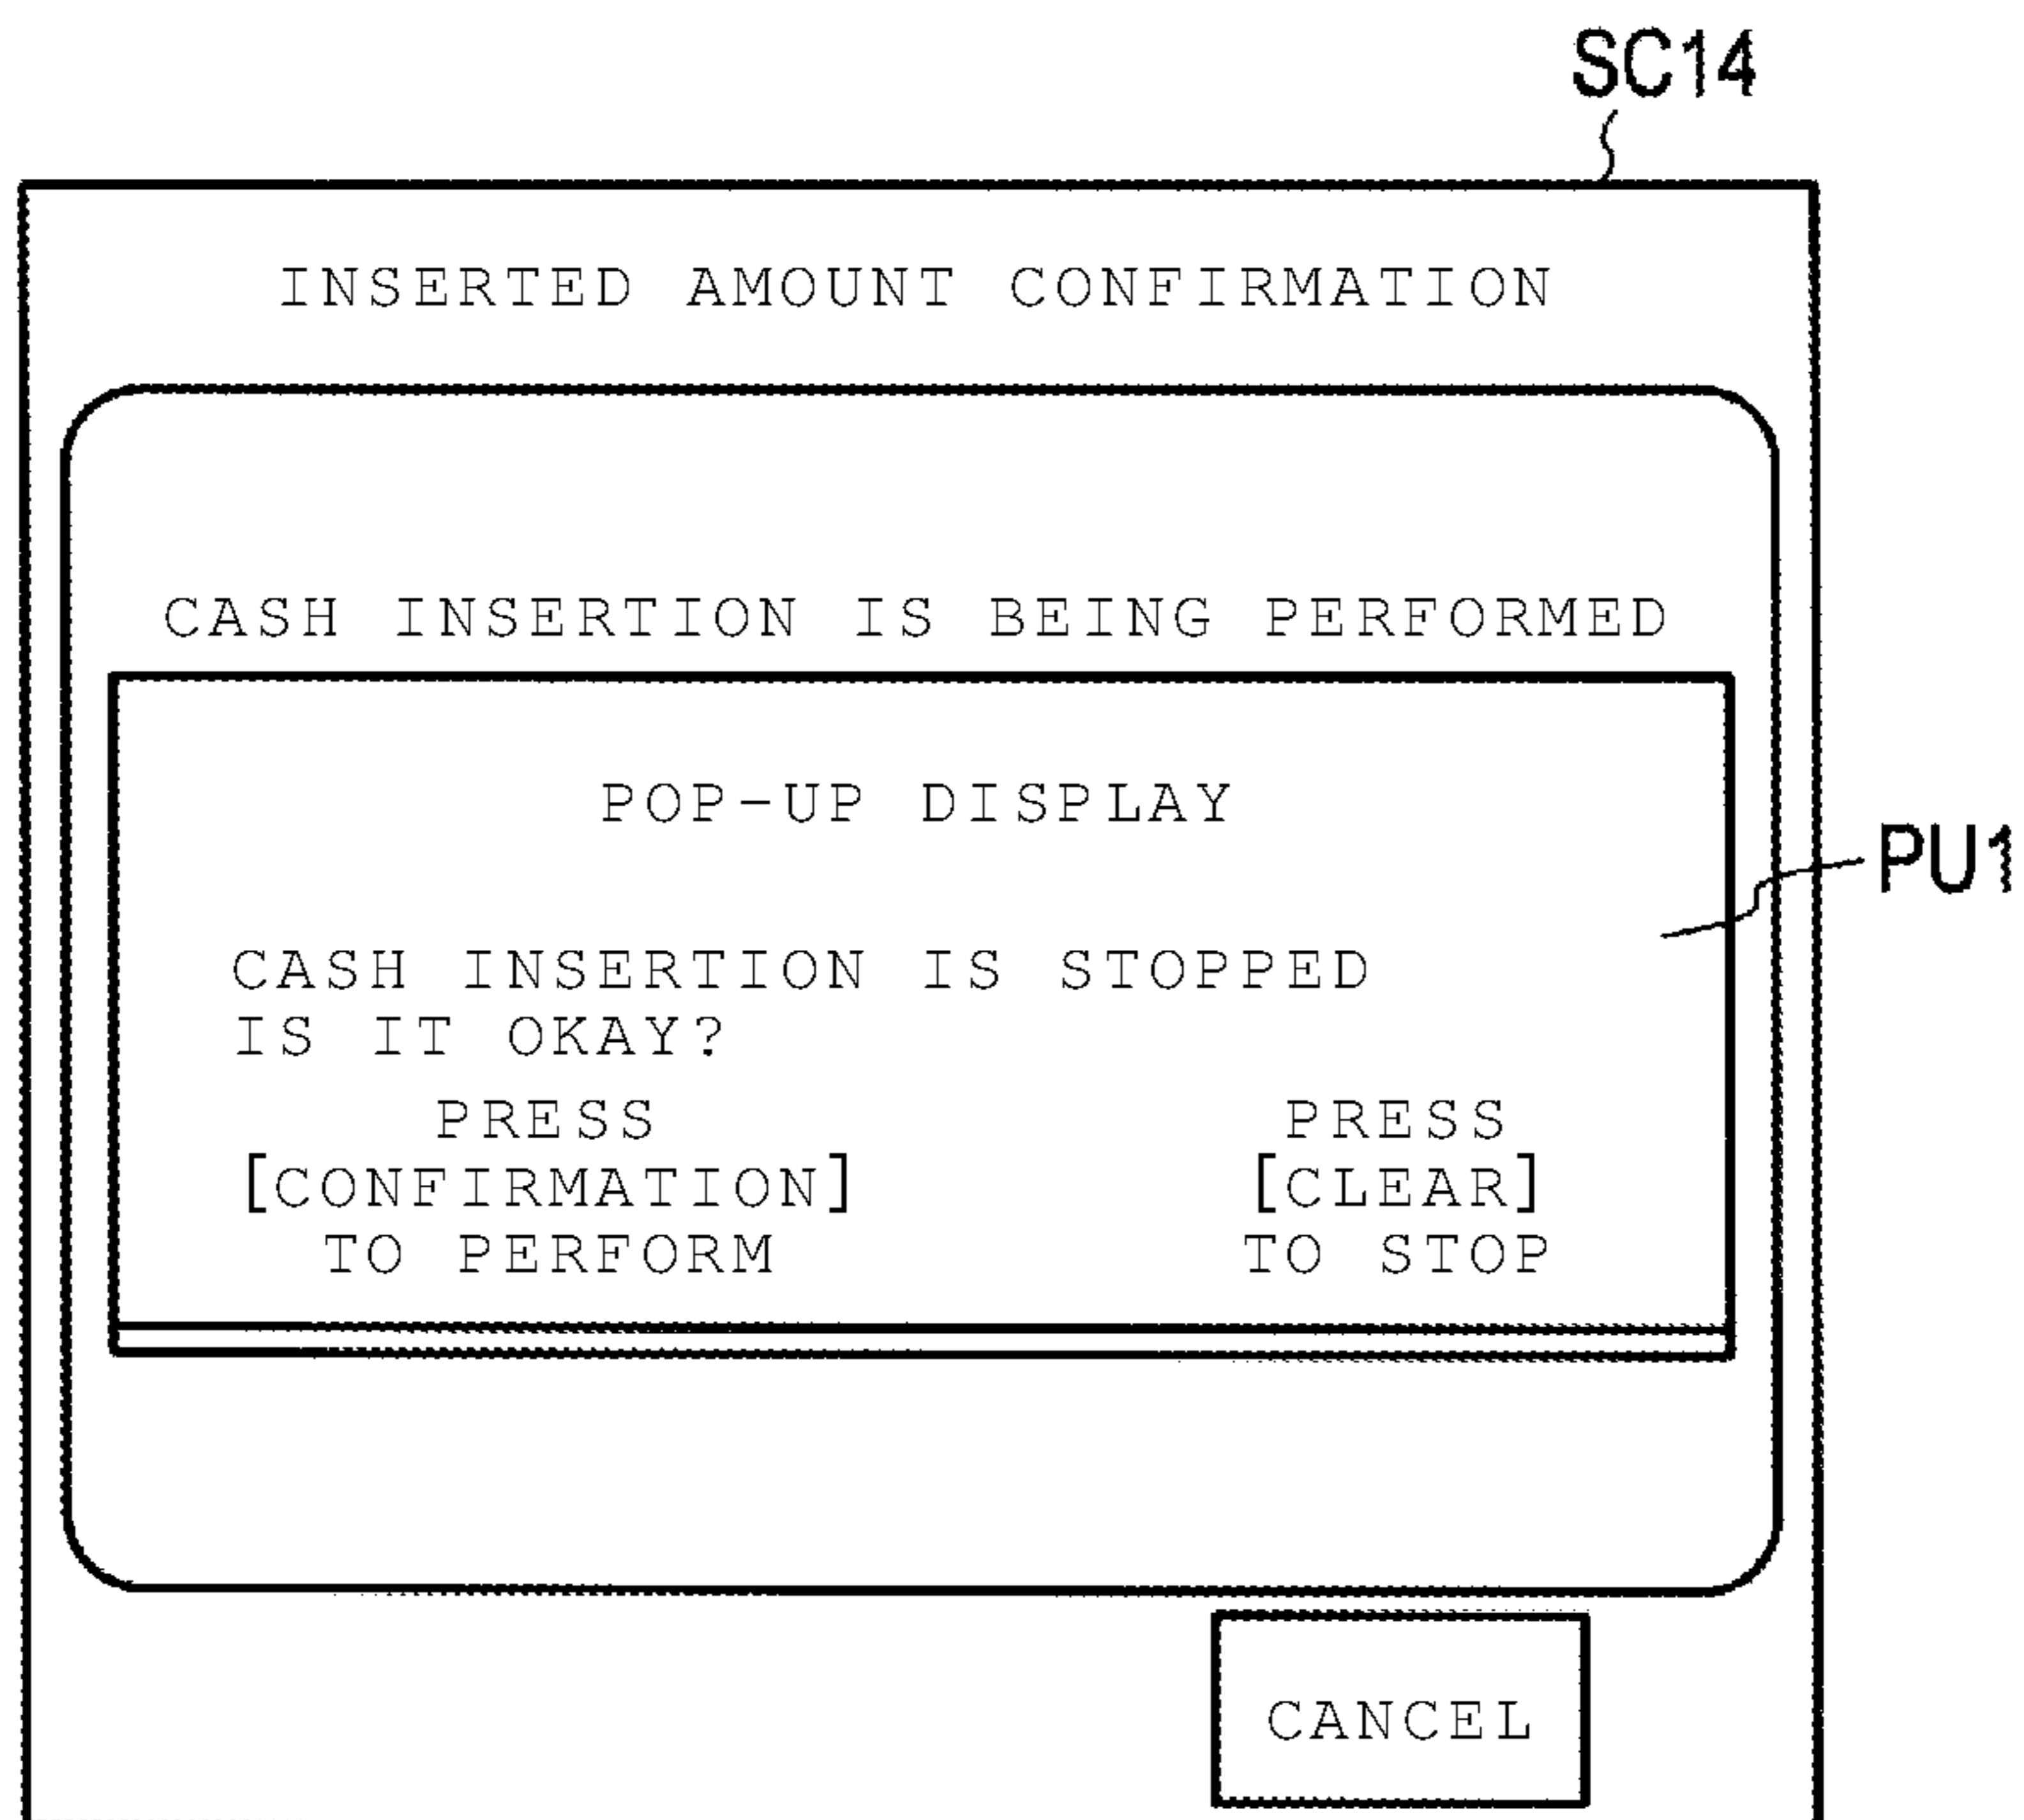 SC14
INSERTED AMOUNT CONFIRMATION
CASH INSERTION IS BEING PERFORMED
POP-UP DISPLAY
PU1
CASH INSERTION IS STOPPED
IS IT OKAY?
PRESS
[CONFIRMATION]
TO PERFORM
PRESS
[CLEAR]
TO STOP
CANCEL